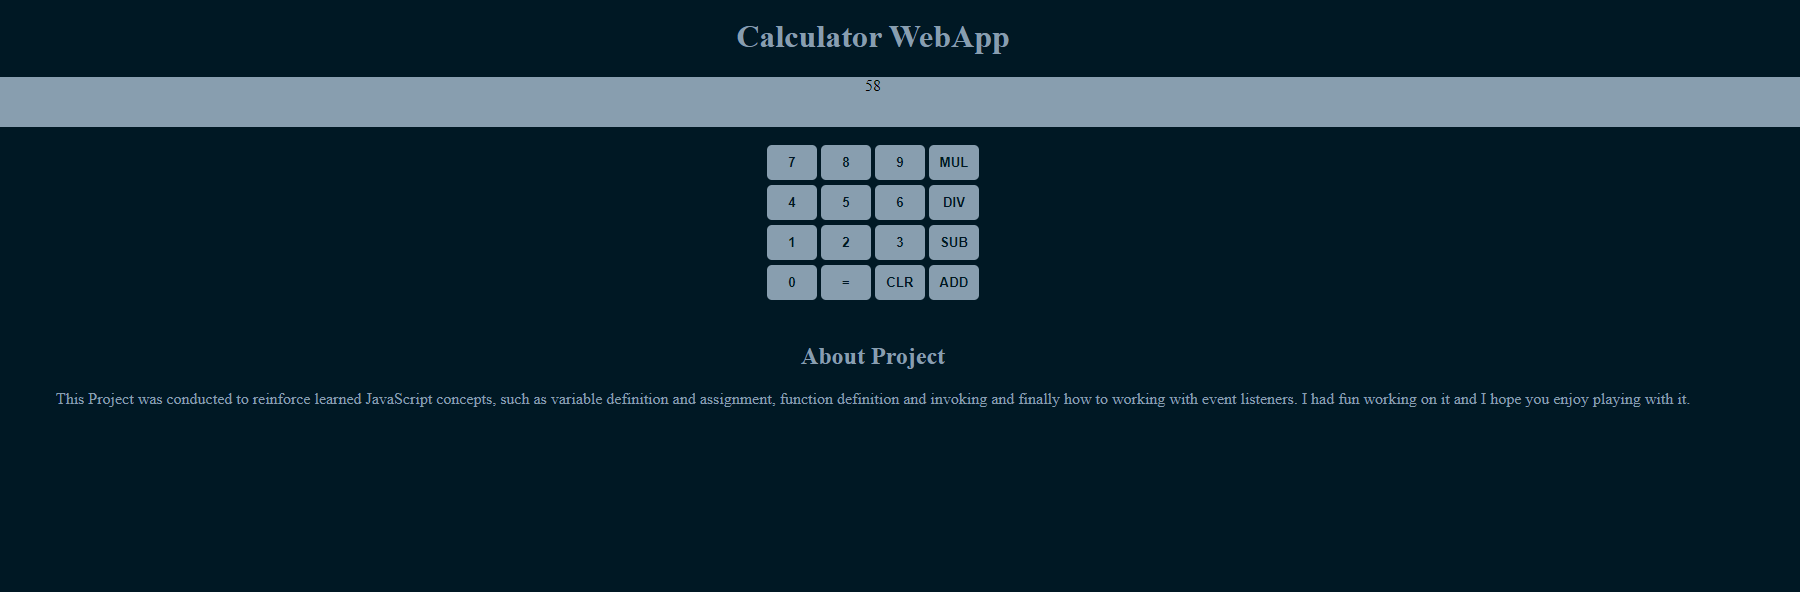 Calculator WebApp
58
7 8 9 MUL
4 5 6 DIV
1 2 3 SUB
0 = CLR ADD
About Project
This Project was conducted to reinforce learned JavaScript concepts, such as variable definition and assignment, function definition and invoking and finally how to working with event listeners. I had fun working on it and I hope you enjoy playing with it.